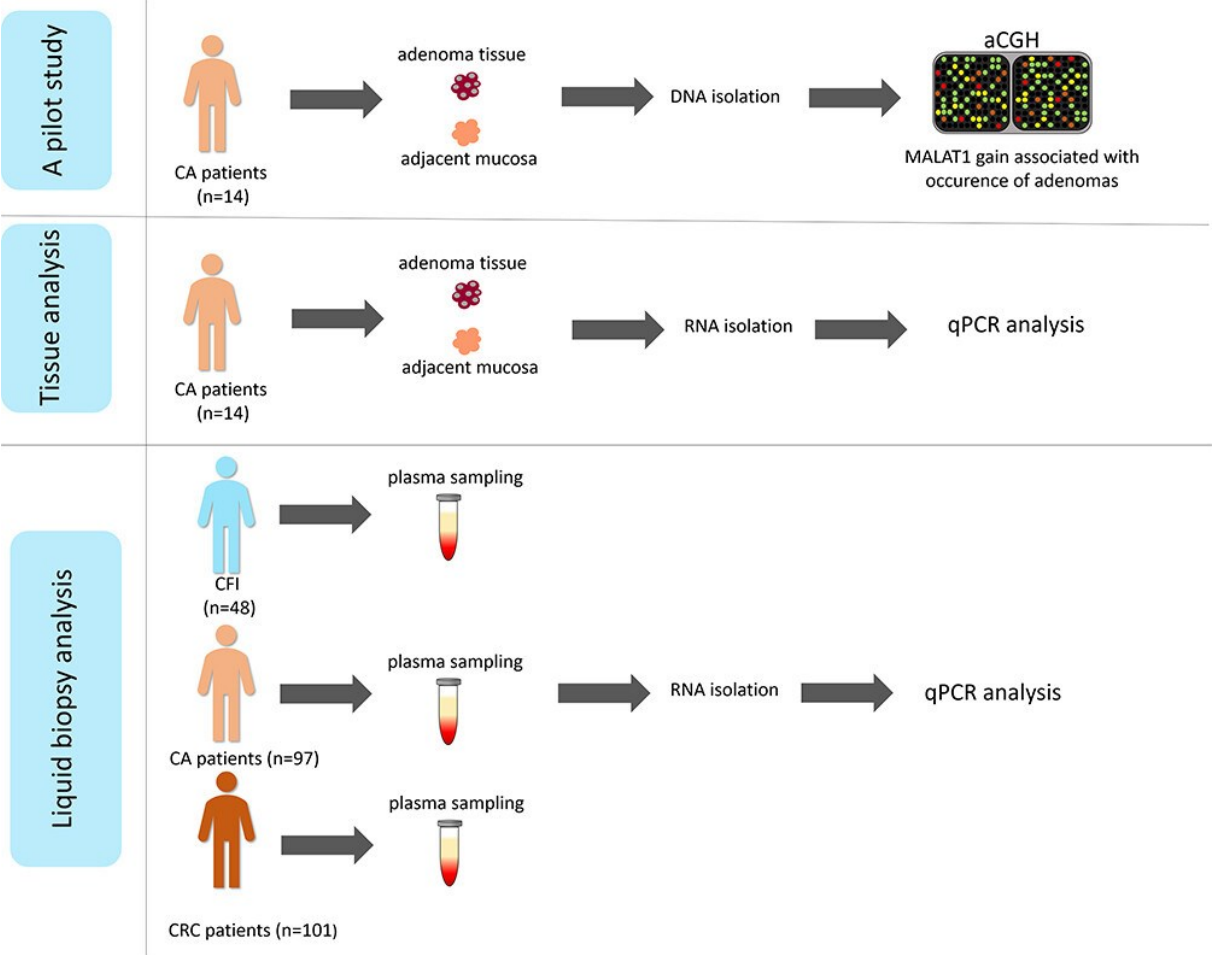 A pilot study
CA patients
(n=14)
adenoma tissue
adjacent mucosa
DNA isolation
aCGH
MALAT1 gain associated with
occurence of adenomas
Tissue analysis
CA patients
(n=14)
adenoma tissue
adjacent mucosa
RNA isolation
qPCR analysis
Liquid biopsy analysis
CFI
(n=48)
plasma sampling
CA patients (n=97)
plasma sampling
RNA isolation
qPCR analysis
CRC patients (n=101)
plasma sampling